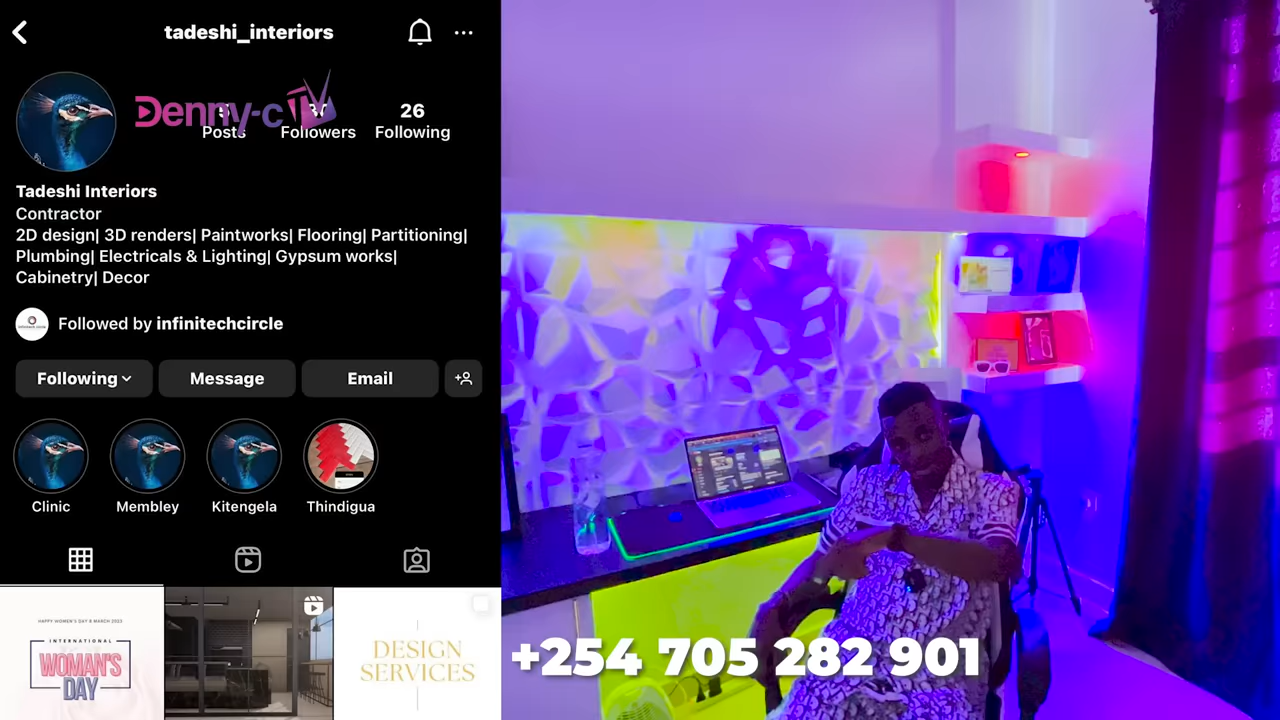 tadeshi_interiors
Denny-C TV
26
Posts
Followers
Following
Tadeshi Interiors
Contractor
2D design| 3D renders| Paintworks| Flooring| Partitioning|
Plumbing| Electricals & Lighting| Gypsum works|
Cabinetry| Decor
Followed by infinitechcircle
Following
Message
Email
Clinic
Membley
Kitengela
Thindigua
HAPPY WOMEN'S DAY 8 MARCH 2023
INTERNATIONAL
WOMAN'S
DAY
DESIGN
SERVICES
+254 705 282 901